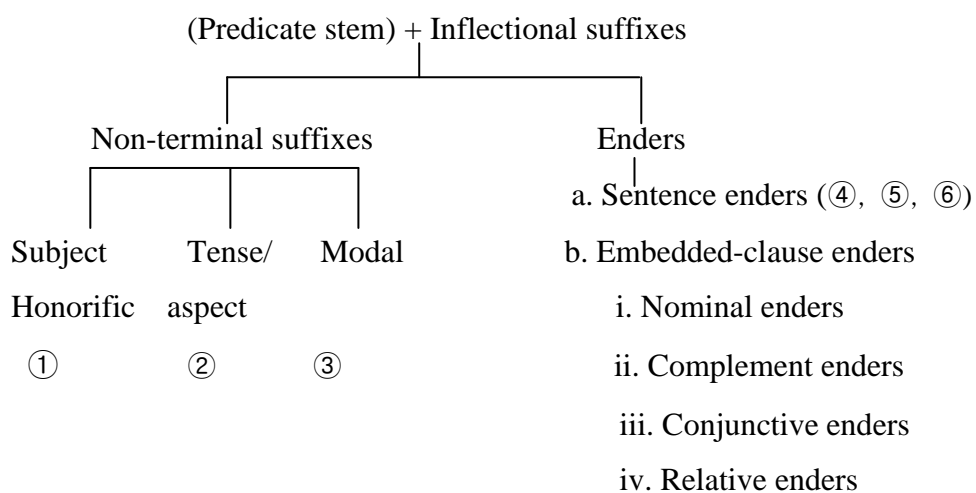 (Predicate stem) + Inflectional suffixes
Non-terminal suffixes Enders
a. Sentence enders (④, ⑤, ⑥)
Subject Tense/ Modal b. Embedded-clause enders
Honorific aspect i. Nominal enders
① ② ③ ii. Complement enders
iii. Conjunctive enders
iv. Relative enders